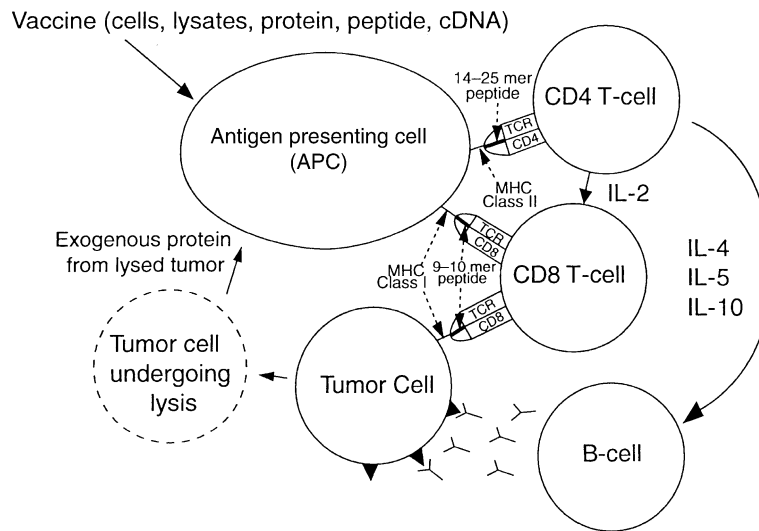 Vaccine (cells, lysates, protein, peptide, cDNA)
14–25 mer
peptide
CD4 T-cell
TCR
CD4
Antigen presenting cell
(APC)
MHC
Class II
IL-2
TCR
CD8
Exogenous protein
from lysed tumor
MHC
Class I
9–10 mer
peptide
CD8 T-cell
IL-4
IL-5
IL-10
TCR
CD8
Tumor cell
undergoing
lysis
Tumor Cell
B-cell